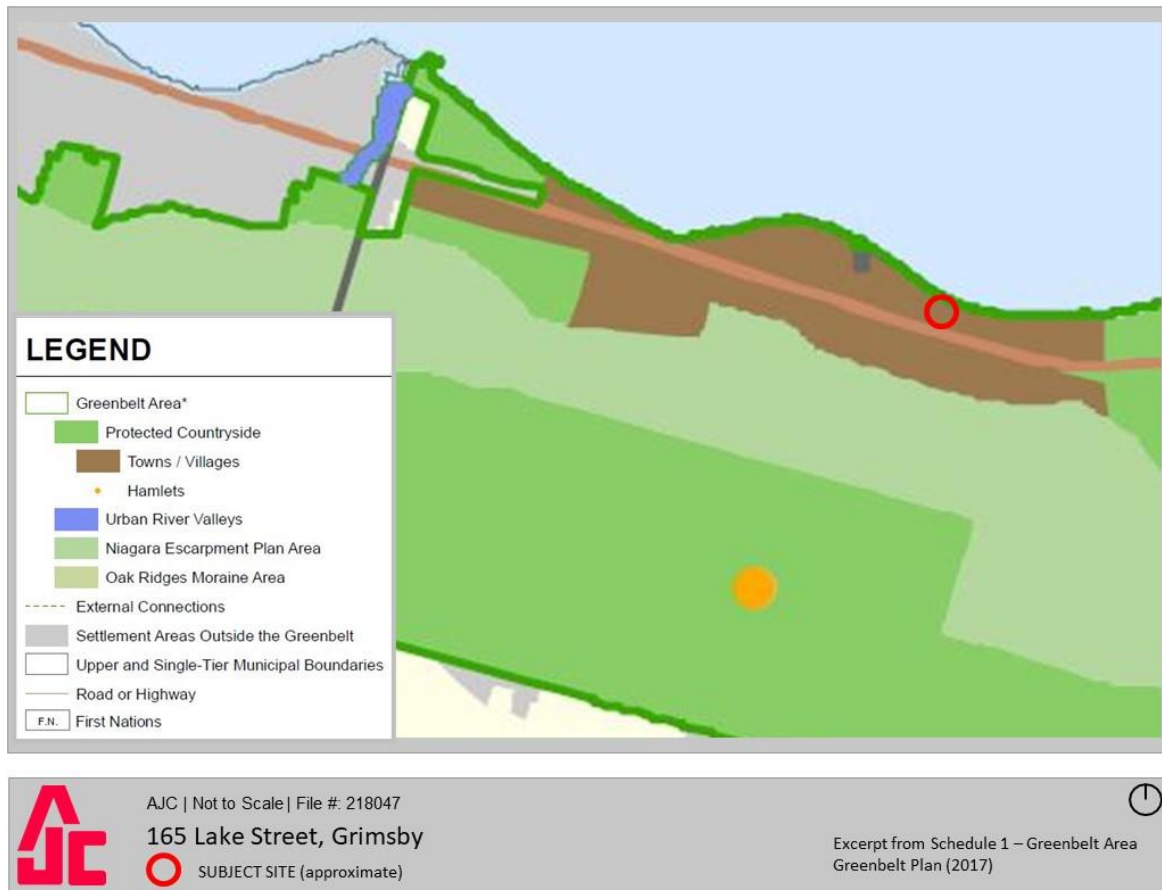 LEGEND
Greenbelt Area*
Protected Countryside
Towns / Villages
Hamlets
Urban River Valleys
Niagara Escarpment Plan Area
Oak Ridges Moraine Area
External Connections
Settlement Areas Outside the Greenbelt
Upper and Single-Tier Municipal Boundaries
Road or Highway
F.N. First Nations
AJC
AJC | Not to Scale | File #: 218047
165 Lake Street, Grimsby
SUBJECT SITE (approximate)
Excerpt from Schedule 1 – Greenbelt Area
Greenbelt Plan (2017)